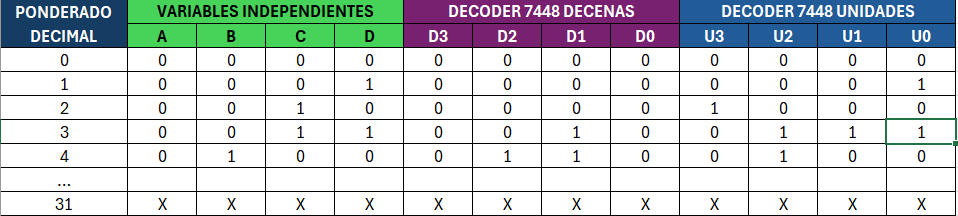 PONDERADO VARIABLES INDEPENDIENTES DECODER 7448 DECENAS DECODER 7448 UNIDADES
DECIMAL A B C D D3 D2 D1 D0 U3 U2 U1 U0
0 0 0 0 0 0 0 0 0 0 0 0 0
1 0 0 0 1 0 0 0 0 0 0 0 1
2 0 0 1 0 0 0 0 0 1 0 0 0
3 0 0 1 1 0 0 1 0 0 1 1 1
4 0 1 0 0 0 1 1 0 0 1 0 0
...
31 X X X X X X X X X X X X